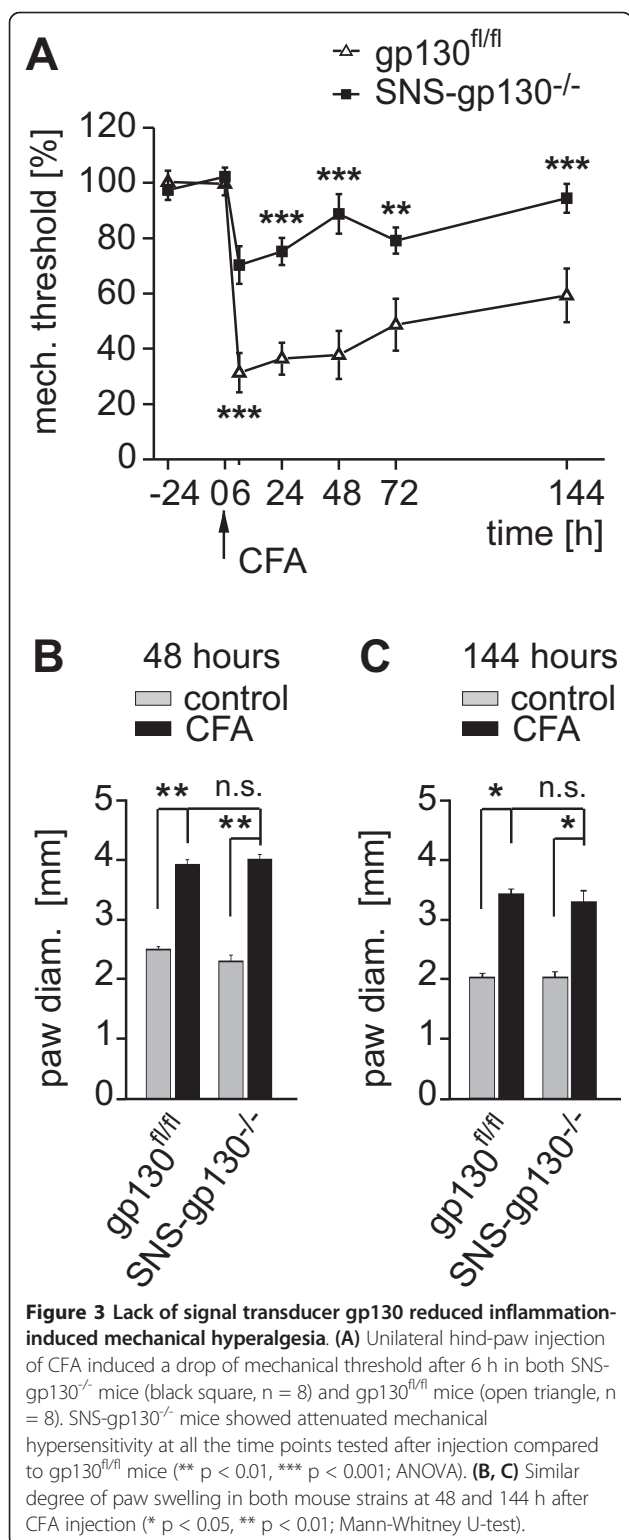 A
gp130fl/fl
SNS-gp130-/-
mech. threshold [%]
120
100
80
60
40
20
0
***
***
***
**
***
-24 06 24 48 72 144
time [h]
CFA
B 48 hours
control
CFA
paw diam. [mm]
5
4
3
2
1
0
** n.s.
**
gp130fl/fl
SNS-gp130-/-
C 144 hours
control
CFA
paw diam. [mm]
5
4
3
2
1
0
* n.s.
*
gp130fl/fl
SNS-gp130-/-
Figure 3 Lack of signal transducer gp130 reduced inflammation-
induced mechanical hyperalgesia. (A) Unilateral hind-paw injection
of CFA induced a drop of mechanical threshold after 6 h in both SNS-
gp130-/- mice (black square, n = 8) and gp130fl/fl mice (open triangle, n
= 8). SNS-gp130-/- mice showed attenuated mechanical
hypersensitivity at all the time points tested after injection compared
to gp130fl/fl mice (** p < 0.01, *** p < 0.001; ANOVA). (B, C) Similar
degree of paw swelling in both mouse strains at 48 and 144 h after
CFA injection (* p < 0.05, ** p < 0.01; Mann-Whitney U-test).